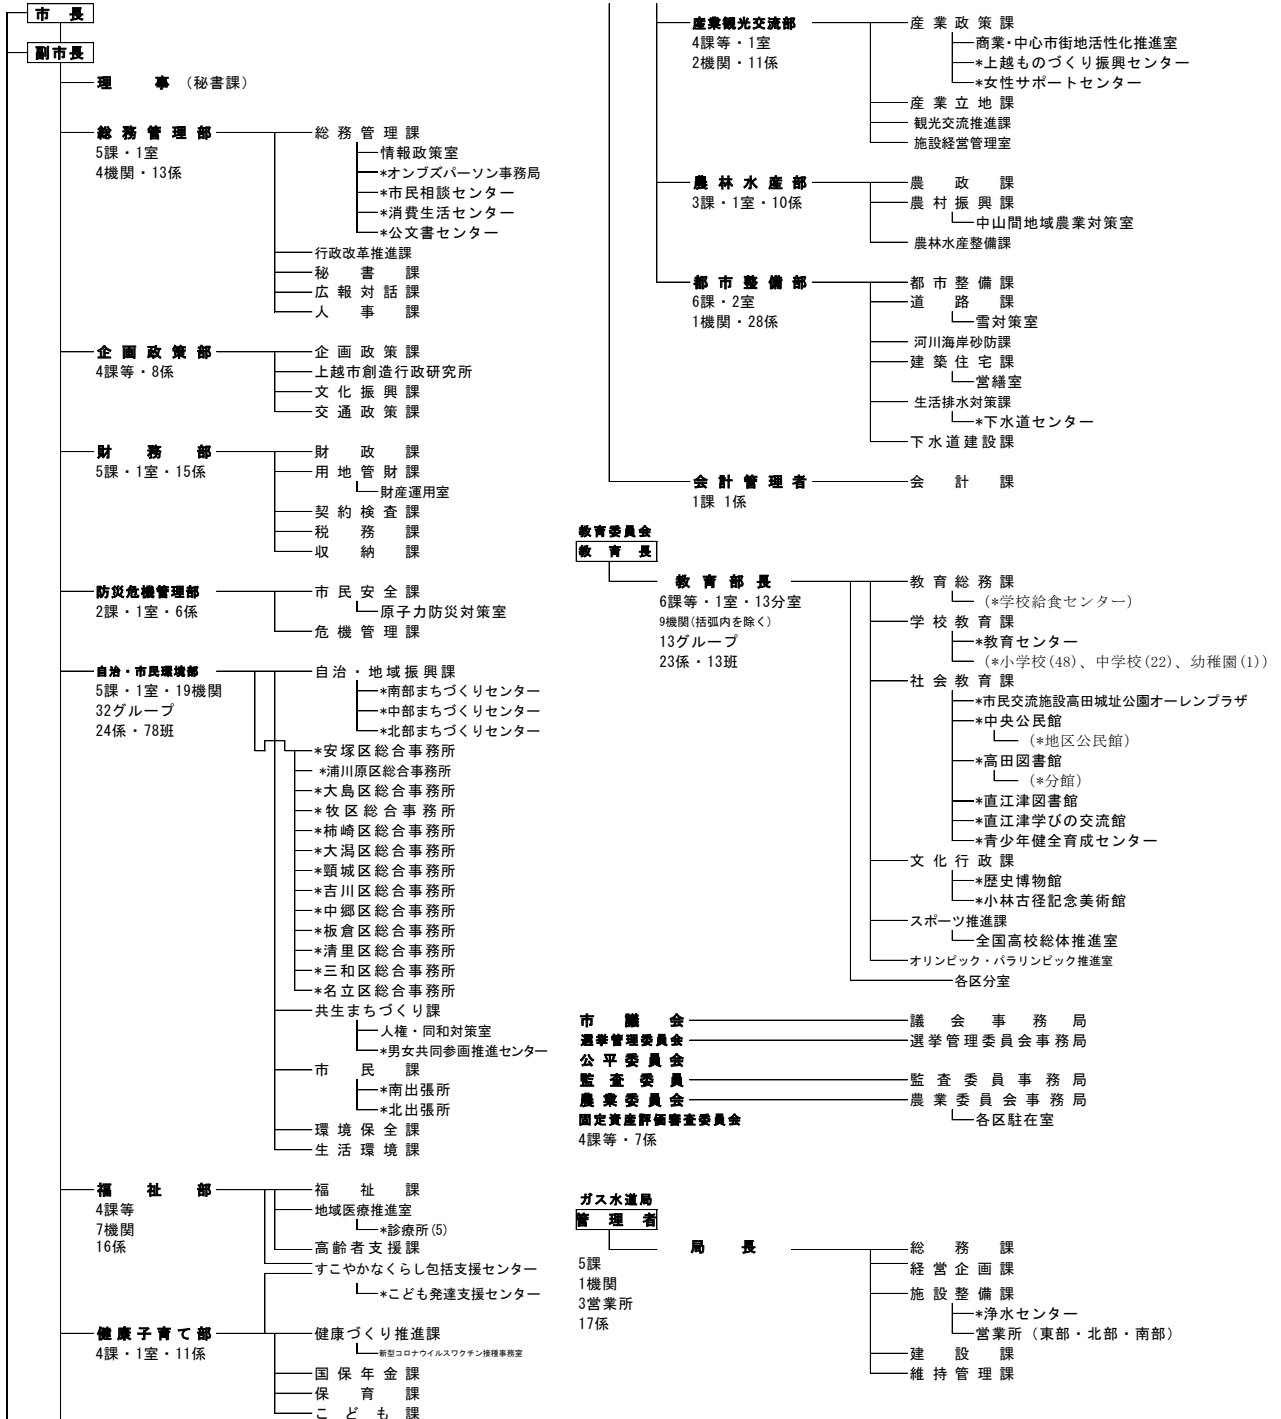 市長
副市長
理事（秘書課）
総務管理部
5課・1室
4機関・13係
総務管理課
情報政策室
*オンブズパーソン事務局
*市民相談センター
*消費生活センター
*公文書センター
行政改革推進課
秘書課
広報対話課
人事課
企画政策部
4課等・8係
企画政策課
上越市創造行政研究所
文化振興課
交通政策課
財務部
5課・1室・15係
財政課
用地管財課
財産運用室
契約検査課
税務課
収納課
防災危機管理部
2課・1室・6係
市民安全課
原子力防災対策室
危機管理課
自治・市民環境部
5課・1室・19機関
32グループ
24係・78班
自治・地域振興課
*南部まちづくりセンター
*中部まちづくりセンター
*北部まちづくりセンター
*安塚区総合事務所
*浦川原区総合事務所
*大島区総合事務所
*牧区総合事務所
*柿崎区総合事務所
*大潟区総合事務所
*頸城区総合事務所
*吉川区総合事務所
*中郷区総合事務所
*板倉区総合事務所
*清里区総合事務所
*三和区総合事務所
*名立区総合事務所
共生まちづくり課
人権・同和対策室
*男女共同参画推進センター
市民課
*南出張所
*北出張所
環境保全課
生活環境課
福祉部
4課等
7機関
16係
福祉課
地域医療推進室
*診療所(5)
高齢者支援課
すこやかなくらし包括支援センター
*こども発達支援センター
健康子育て部
4課・1室・11係
健康づくり推進課
新型コロナウイルスワクチン接種事務室
国保年金課
保育課
こども課
産業観光交流部
4課等・1室
2機関・11係
産業政策課
商業・中心市街地活性化推進室
*上越ものづくり振興センター
*女性サポートセンター
産業立地課
観光交流推進課
施設経営管理室
農林水産部
3課・1室・10係
農政課
農村振興課
中山間地域農業対策室
農林水産整備課
都市整備部
6課・2室
1機関・28係
都市整備課
道路課
雪対策室
河川海岸砂防課
建築住宅課
営繕室
生活排水対策課
*下水道センター
下水道建設課
会計管理者
1課 1係
会計課
教育委員会
教育長
教育部長
6課等・1室・13分室
9機関(括弧内を除く)
13グループ
23係・13班
教育総務課
(*学校給食センター)
学校教育課
*教育センター
(*小学校(48)、中学校(22)、幼稚園(1))
社会教育課
*市民交流施設高田城址公園オーレンプラザ
*中央公民館
(*地区公民館)
*高田図書館
(*分館)
*直江津図書館
*直江津学びの交流館
*青少年健全育成センター
文化行政課
*歴史博物館
*小林古径記念美術館
スポーツ推進課
全国高校総体推進室
オリンピック・パラリンピック推進室
各区分室
市議会
議会事務局
選挙管理委員会
選挙管理委員会事務局
公平委員会
監査委員
監査委員事務局
農業委員会
農業委員会事務局
各区駐在室
固定資産評価審査委員会
4課等・7係
ガス水道局
管理者
局長
5課
1機関
3営業所
17係
総務課
経営企画課
施設整備課
*浄水センター
営業所（東部・北部・南部）
建設課
維持管理課